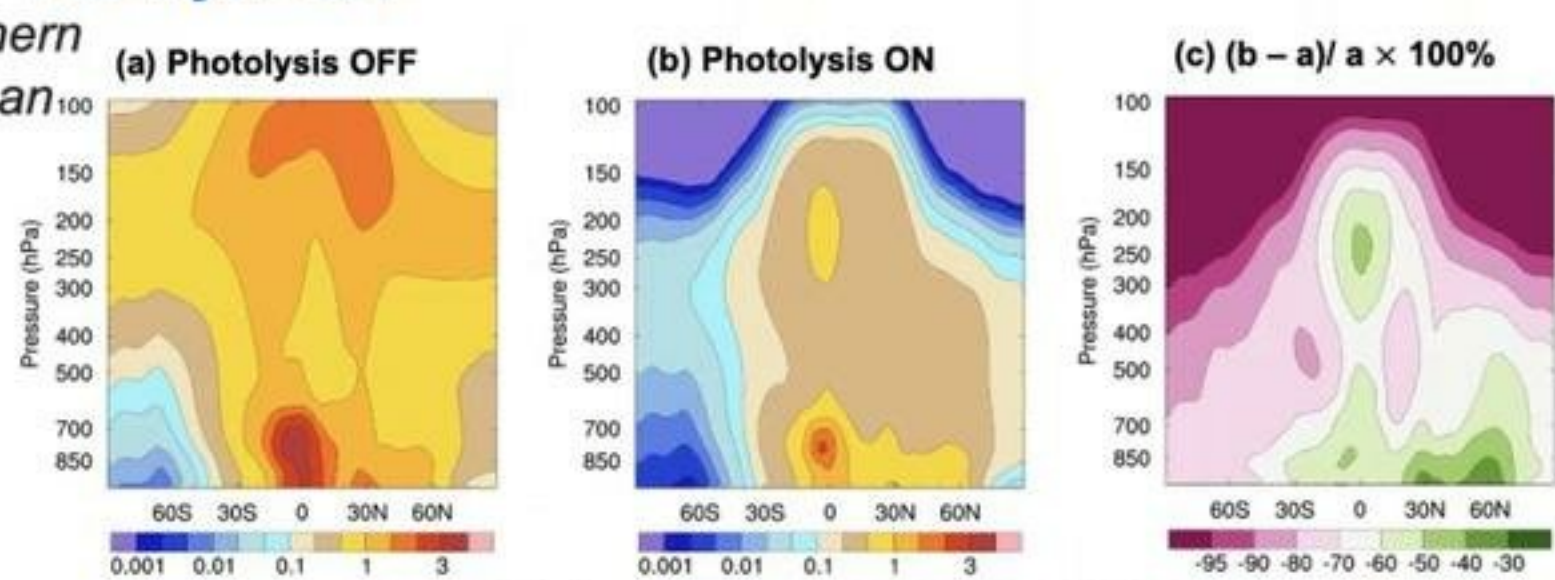 hern
an
(a) Photolysis OFF
100
150
200
250
300
400
500
700
850
Pressure (hPa)
60S 30S 0 30N 60N
0.001 0.01 0.1 1 3
(b) Photolysis ON
100
150
200
250
300
400
500
700
850
Pressure (hPa)
60S 30S 0 30N 60N
0.001 0.01 0.1 1 3
(c) (b – a)/ a × 100%
100
150
200
250
300
400
500
700
850
Pressure (hPa)
60S 30S 0 30N 60N
-95 -90 -80 -70 -60 -50 -40 -30